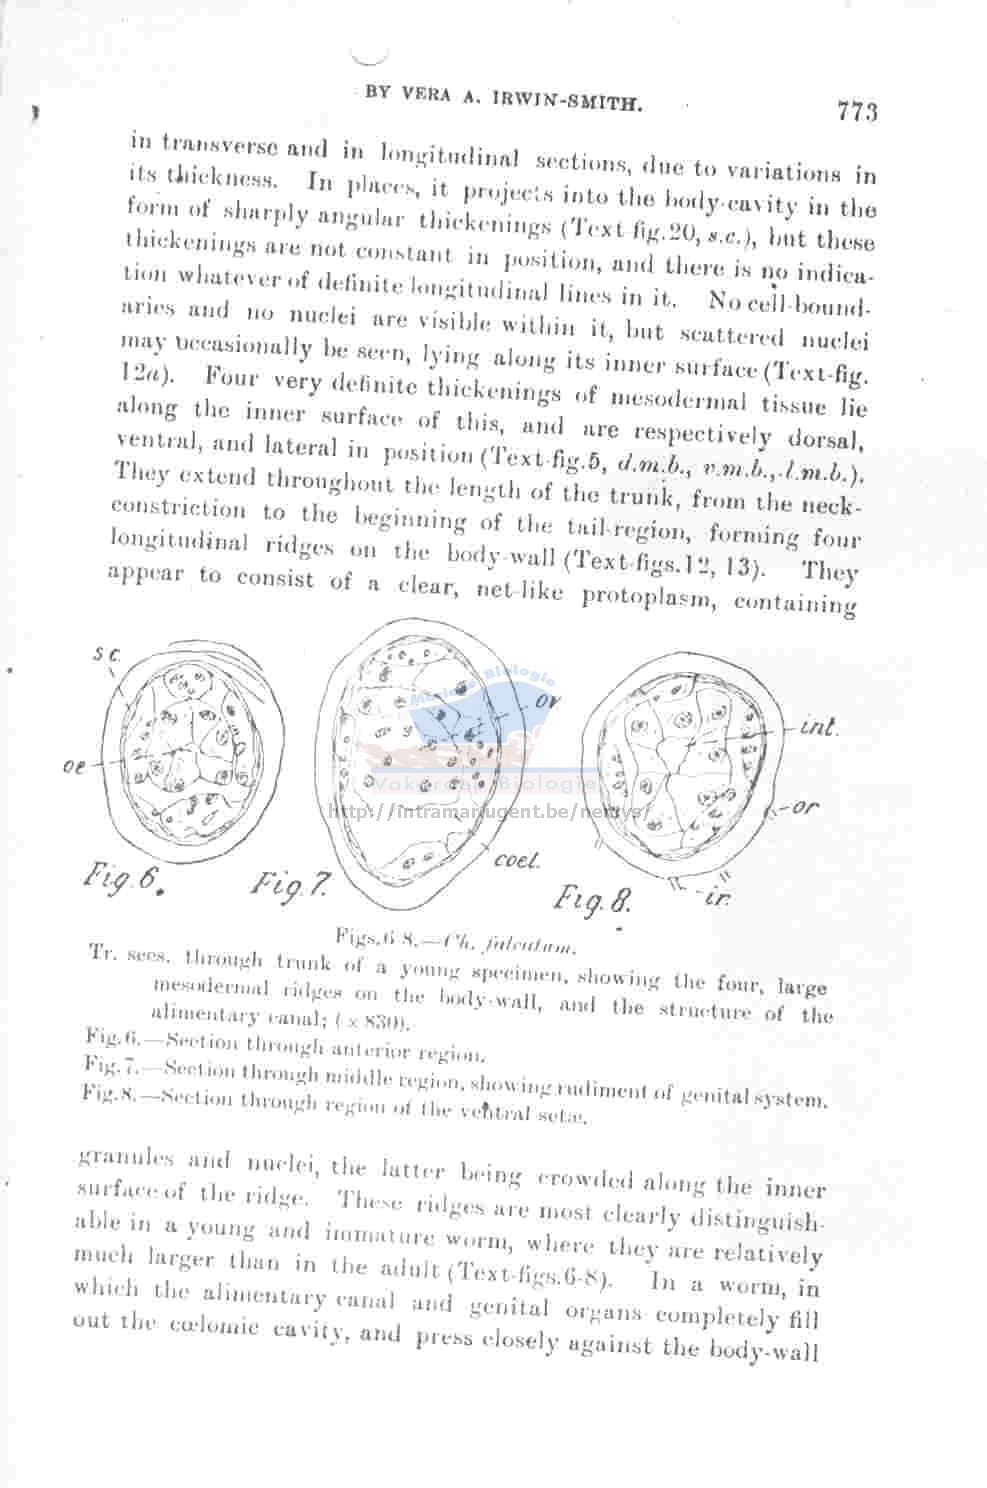 BY VERA A. IRWIN-SMITH. 773
in transverse and in longitudinal sections, due to variations in
its thickness. In places, it projects into the body-cavity in the
form of sharply angular thickenings (Text fig.20, s.c.), but these
thickenings are not constant in position, and there is no indica-
tion whatever of definite longitudinal lines in it. No cell-bound-
aries and no nuclei are visible within it, but scattered nuclei
may occasionally be seen, lying along its inner surface (Text-fig.
12a). Four very definite thickenings of mesodermal tissue lie
along the inner surface of this, and are respectively dorsal,
ventral, and lateral in position (Text-fig.5, d.m.b., v.m.b., l.m.b.).
They extend throughout the length of the trunk, from the neck-
constriction to the beginning of the tail-region, forming four
longitudinal ridges on the body-wall (Text-figs.12, 13). They
appear to consist of a clear, net-like protoplasm, containing
s.c.
oe
Fig. 6.
ov
coel.
Fig. 7.
int.
or
ir.
Fig. 8.
Mariene Biologie
Vakgroep Biologie
http://intramar.ugent.be/nemys/
Figs.6-8.—Ch. falcatum.
Tr. secs. through trunk of a young specimen, showing the four, large
mesodermal ridges on the body-wall, and the structure of the
alimentary canal; (×830).
Fig.6.—Section through anterior region.
Fig.7.—Section through middle region, showing rudiment of genital system.
Fig.8.—Section through region of the ventral setæ.
granules and nuclei, the latter being crowded along the inner
surface of the ridge. These ridges are most clearly distinguish-
able in a young and immature worm, where they are relatively
much larger than in the adult (Text-figs.6-8). In a worm, in
which the alimentary canal and genital organs completely fill
out the cœlomic cavity, and press closely against the body-wall